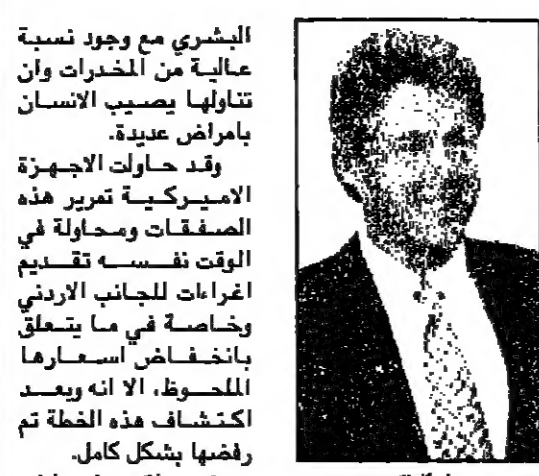 البشري مع وجود نسبة
عالية من المخدرات وان
تناولها يصيب الانسان
بامراض عديدة.
وقد حاولت الاجهزة
الاميركية تمرير هذه
الصفقات ومحاولة في
الوقت نفسه تقديم
اغراءات للجانب الاردني
وخاصة في ما يتعلق
بانخفاض اسعارها
الملحوظ، الا انه وبعد
اكتشاف هذه الخطة تم
رفضها بشكل كامل.